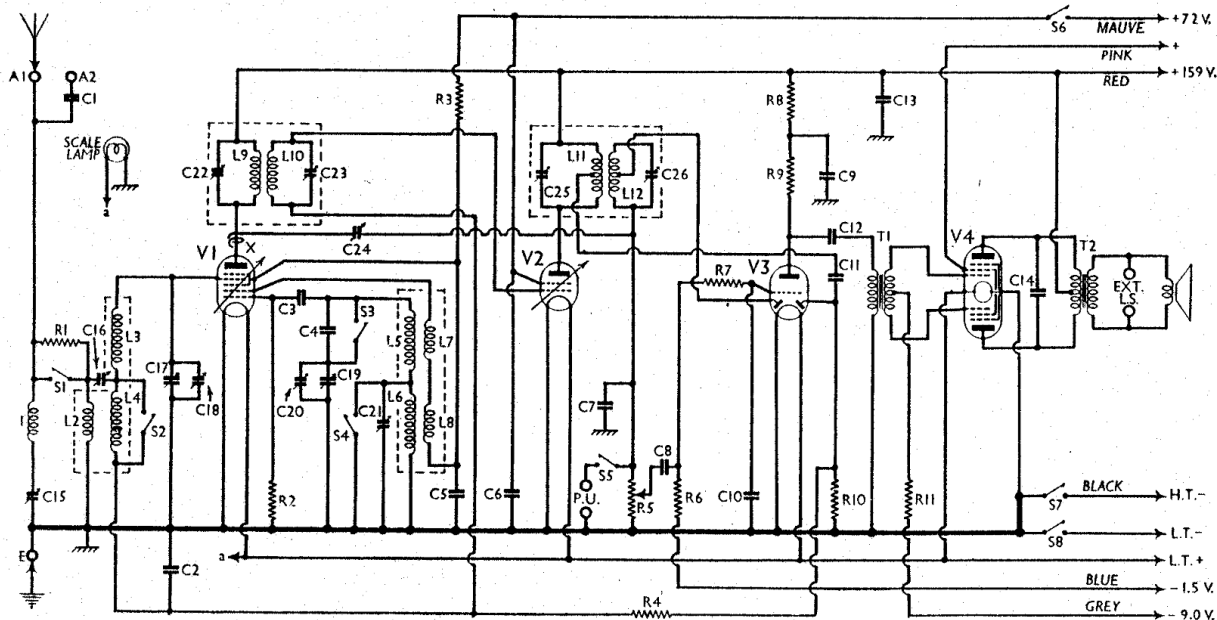 A1
A2
C1
SCALE
LAMP
a
R3
S6
MAUVE
+72 V.
PINK
+
RED
+159 V.
L9
L10
C22
C23
L11
L12
C25
C26
R8
C13
R9
C9
C24
V1
X
V2
V3
V4
R7
C12
C11
T1
T2
C14
EXT.
L.S.
R1
C16
L3
S1
L2
L4
S2
C17
C18
C3
C4
S3
L5
L7
C20
C19
S4
C21
L6
L8
C15
R2
C5
C6
C7
S5
P.U.
R5
C8
R6
C10
R10
R11
BLACK
S7
H.T.-
S8
L.T.-
E
C2
a
L.T.+
BLUE
-1.5 V.
R4
GREY
-9.0 V.